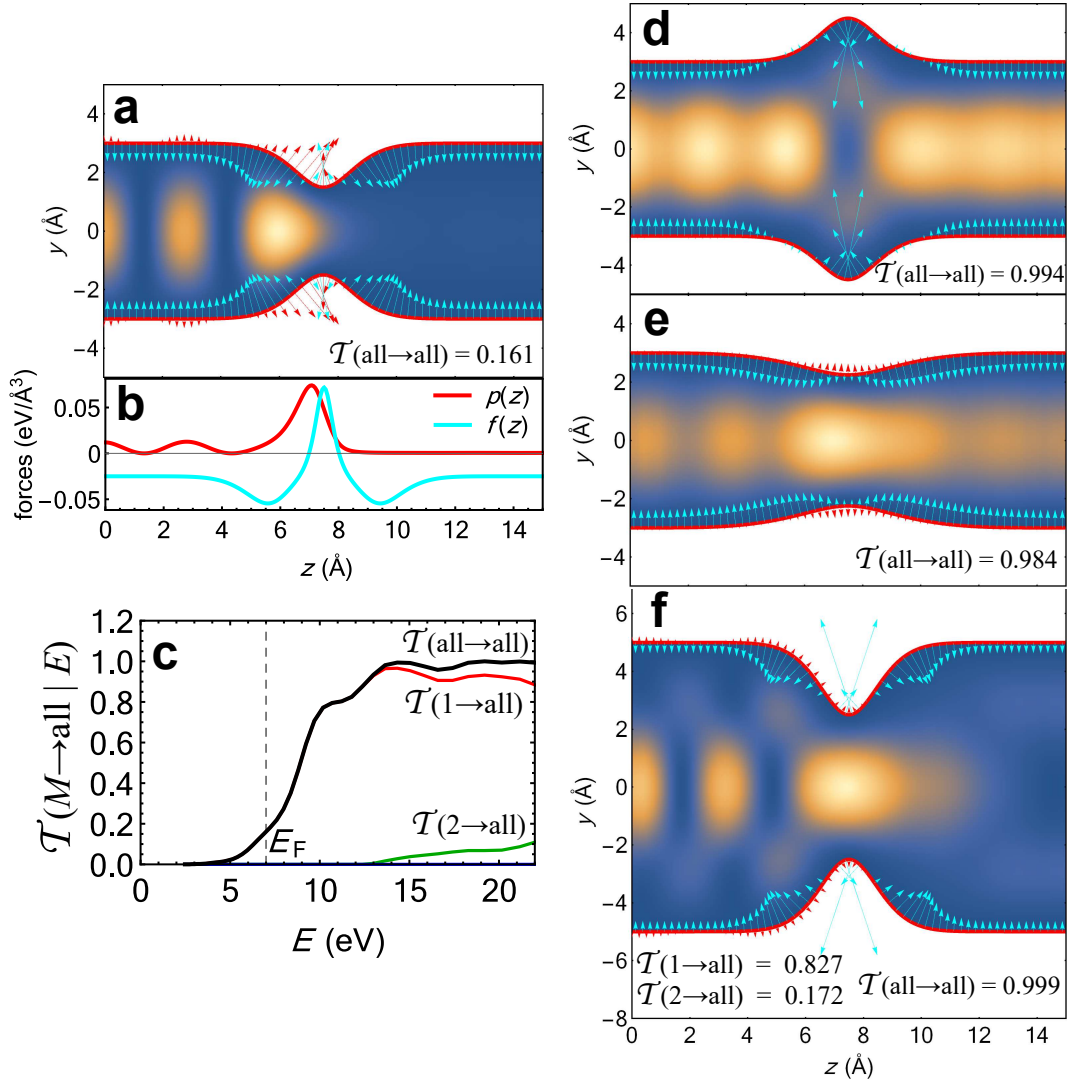 a
4
2
0
−2
−4
y (Å)
𝒯(all→all) = 0.161
b
0.05
0
−0.05
forces (eV/Å³)
p(z)
f(z)
0 2 4 6 8 10 12 14
z (Å)
c
1.2
1.0
0.8
0.6
0.4
0.2
0.0
𝒯(M→all | E)
𝒯(all→all)
𝒯(1→all)
𝒯(2→all)
E_F
0 5 10 15 20
E (eV)
d
4
2
0
−2
−4
y (Å)
𝒯(all→all) = 0.994
e
4
2
0
−2
−4
y (Å)
𝒯(all→all) = 0.984
f
6
4
2
0
−2
−4
−6
−8
y (Å)
𝒯(1→all) = 0.827
𝒯(2→all) = 0.172
𝒯(all→all) = 0.999
0 2 4 6 8 10 12 14
z (Å)